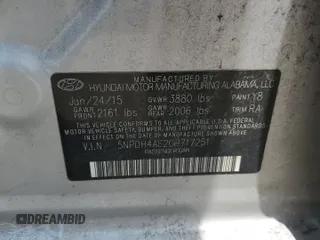 MANUFACTURED BY
HYUNDAI MOTOR MANUFACTURING ALABAMA, LLC
Jun/24/15 GVWR 3880 lbs PAINT Y8
GAWR FRONT 2161 lbs GAWR REAR 2006 lbs TRIM RA
THIS VEHICLE CONFORMS TO ALL APPLICABLE U.S.
FEDERAL MOTOR VEHICLE SAFETY, BUMPER, AND
THEFT PREVENTION STANDARDS
IN EFFECT ON THE DATE OF MANUFACTURE SHOWN ABOVE.
V.I.N.